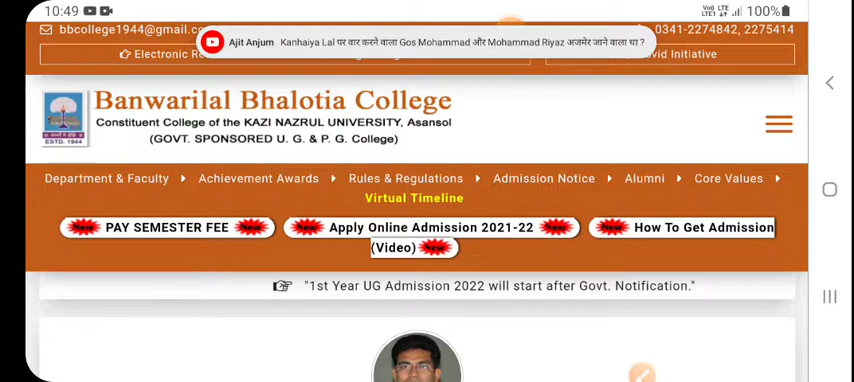 10:49
VoD LTE
LTE1
100%
bbcollege1944@gmail.co
0341-2274842, 2275414
Ajit Anjum Kanhaiya Lal पर वार करने वाला Gos Mohammad और Mohammad Riyaz अजमेर जाने वाला था ?
Electronic Re
ovid Initiative
Banwarilal Bhalotia College
Constituent College of the KAZI NAZRUL UNIVERSITY, Asansol
(GOVT. SPONSORED U. G. & P. G. College)
ESTD. 1944
Department & Faculty Achievement Awards Rules & Regulations Admission Notice Alumni Core Values
Virtual Timeline
New PAY SEMESTER FEE New New Apply Online Admission 2021-22 New New How To Get Admission
(Video) New
"1st Year UG Admission 2022 will start after Govt. Notification."